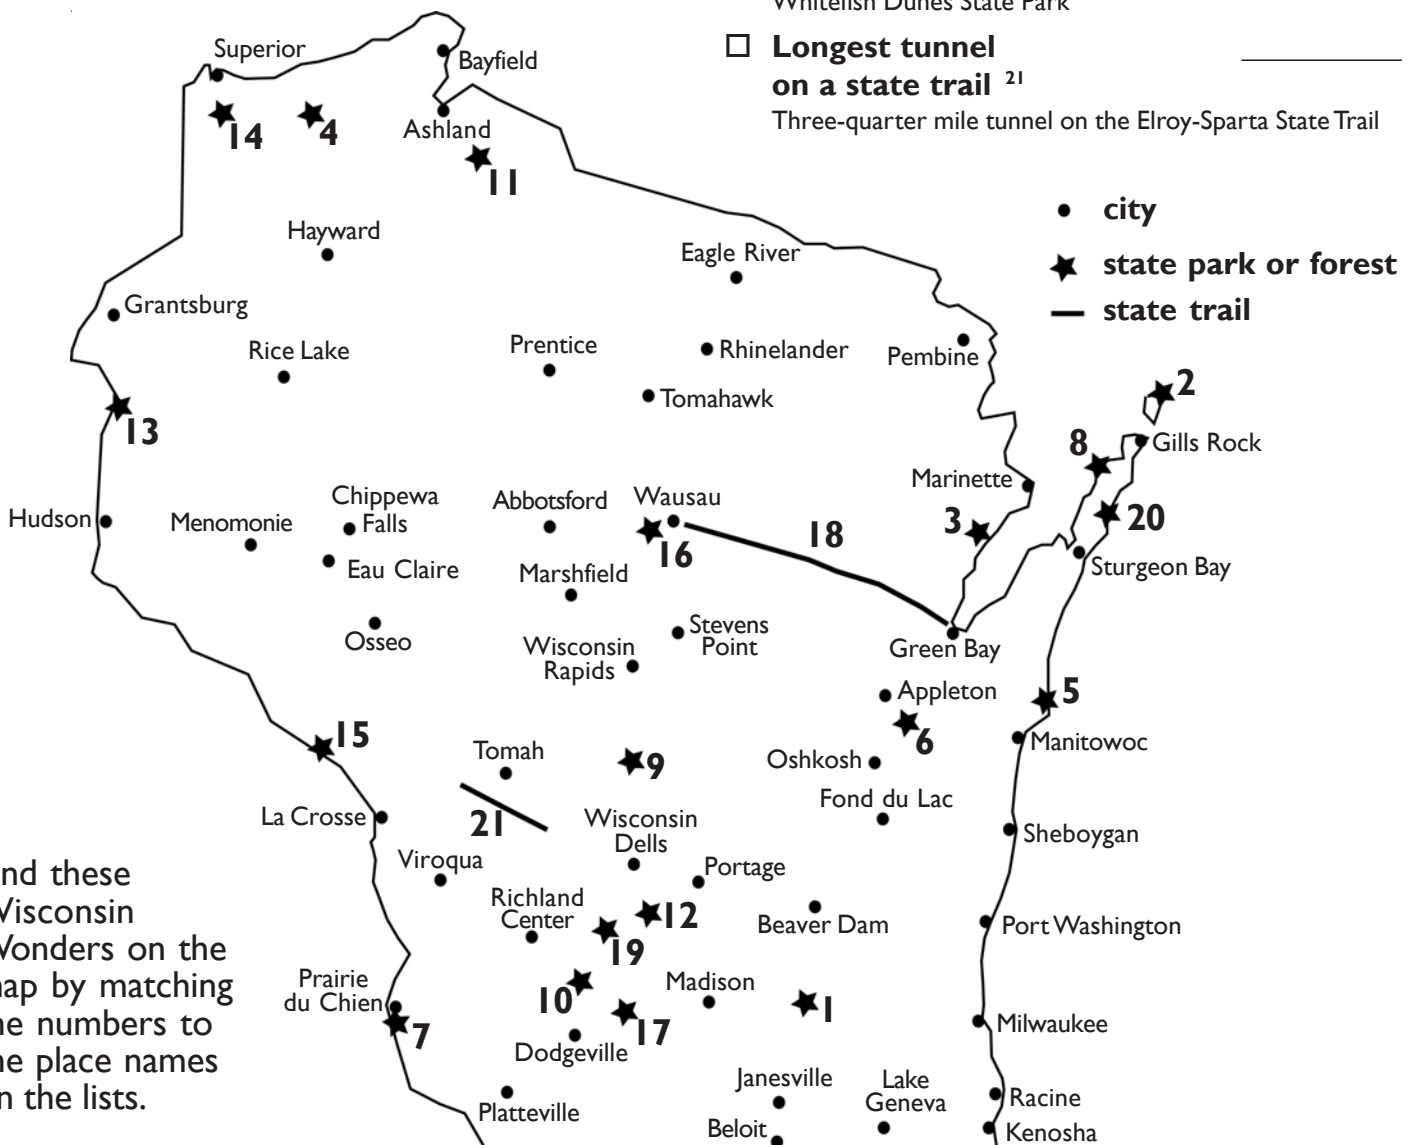 Whitefish Dunes State Park
☐ Longest tunnel
on a state trail 21
Three-quarter mile tunnel on the Elroy-Sparta State Trail
city
state park or forest
state trail
Superior
Bayfield
14
4
Ashland
11
Hayward
Eagle River
Grantsburg
Rice Lake
Prentice
Rhinelander
Pembine
Tomahawk
2
13
8
Gills Rock
Marinette
Chippewa
Falls
Abbotsford
Wausau
Hudson
Menomonie
3
20
18
16
Eau Claire
Marshfield
Sturgeon Bay
Osseo
Stevens
Point
Wisconsin
Rapids
Green Bay
Appleton
5
6
15
Manitowoc
Tomah
9
Oshkosh
Fond du Lac
La Crosse
21
Wisconsin
Dells
Sheboygan
Viroqua
Portage
Richland
Center
12
Beaver Dam
Port Washington
19
Prairie
du Chien
10
Madison
1
7
17
Milwaukee
Dodgeville
Janesville
Lake
Geneva
Racine
Platteville
Beloit
Kenosha
nd these
Wisconsin
Wonders on the
ap by matching
e numbers to
e place names
n the lists.